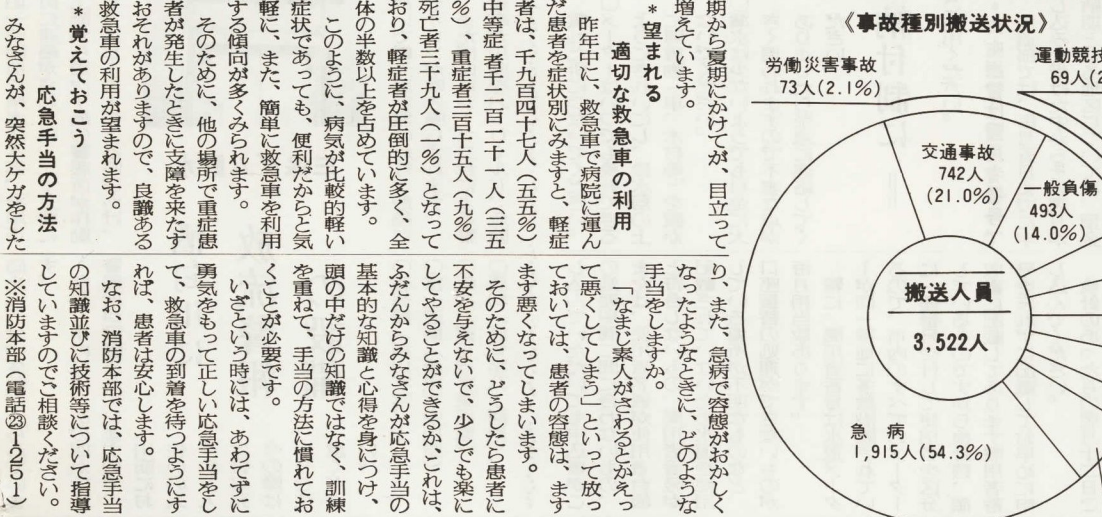 期から夏期にかけてが、目立って
増えています。
＊望まれる
適切な救急車の利用
昨年中に、救急車で病院に運ん
だ患者を症状別にみますと、軽症
者は、千九百四十七人（五五％）
中等症者千二百二十一人（三五
％）、重症者三百十五人（九％）
死亡者三十九人（一％）となって
おり、軽症者が圧倒的に多く、全
体の半数以上を占めています。
このように、病気が比較的軽い
症状であっても、便利だからと気
軽に、また、簡単に救急車を利用
する傾向が多くみられます。
そのために、他の場所で重症患
者が発生したときに支障を来たす
おそれがありますので、良識ある
救急車の利用が望まれます。
＊覚えておこう
応急手当の方法
みなさんが、突然大ケガをした
り、また、急病で容態がおかしく
なったようなときに、どのような
手当をしますか。
「なまじ素人がさわるとかえっ
て悪くしてしまう」といって放っ
ておいては、患者の容態は、ます
ます悪くなってしまいます。
そのために、どうしたら患者に
不安を与えないで、少しでも楽に
してやることができるか、これは、
ふだんからみなさんが応急手当の
基本的な知識と心得を身につけ、
頭の中だけの知識ではなく、訓練
を重ねて、手当の方法に慣れてお
くことが必要です。
いざという時には、あわてずに
勇気をもって正しい応急手当をし
て、救急車の到着を待つようにす
れば、患者は安心します。
なお、消防本部では、応急手当
の知識並びに技術等について指導
していますのでご相談ください。
※消防本部（電話㉓1251）
《事故種別搬送状況》
運動競技
69人(2
労働災害事故
73人(2.1%)
交通事故
742人
(21.0%)
一般負傷
493人
(14.0%)
搬送人員
3,522人
急病
1,915人(54.3%)